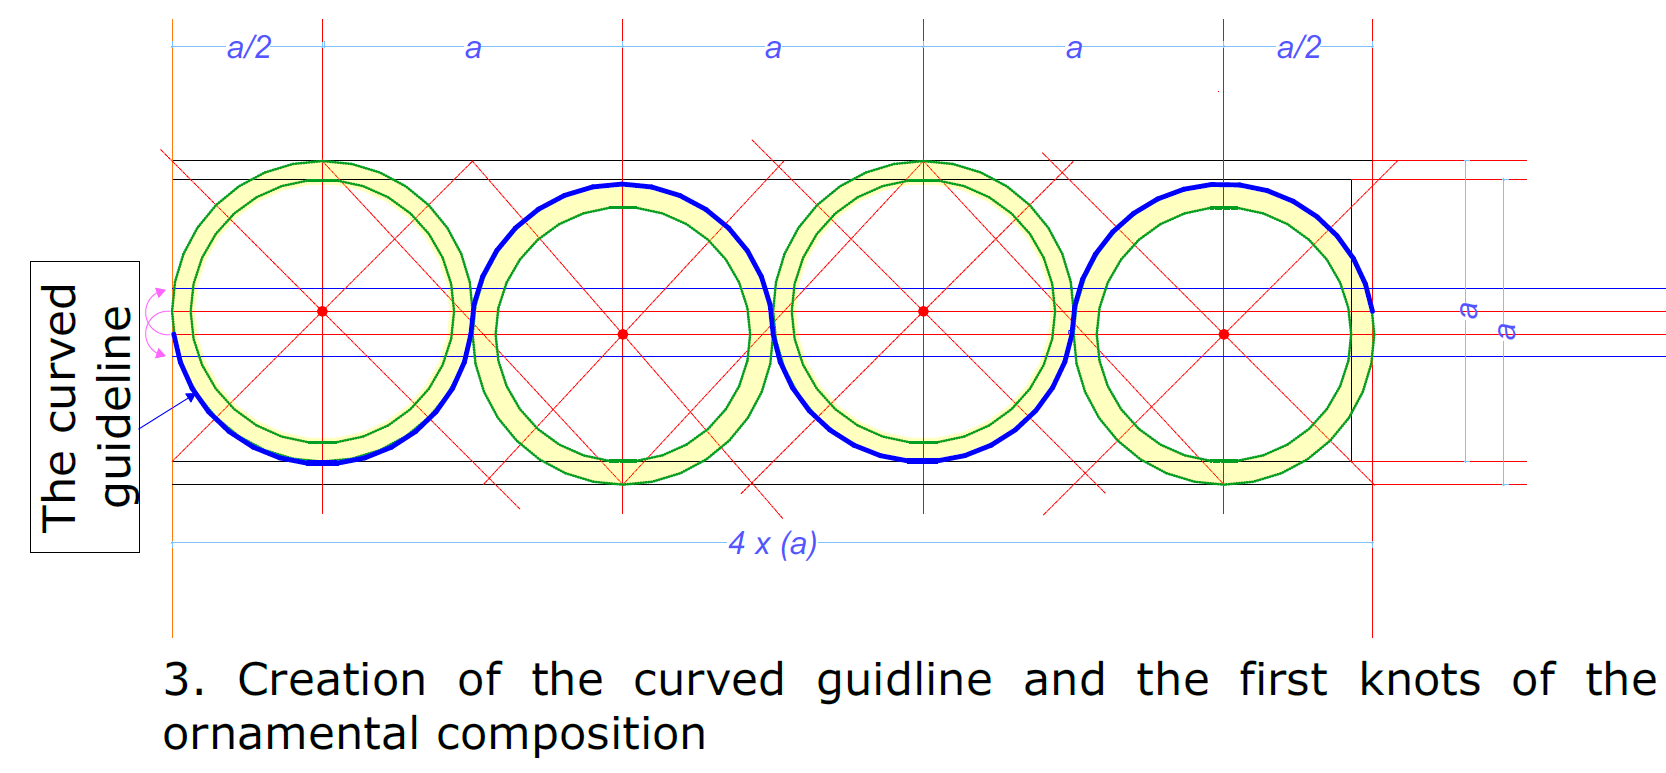 a/2
a
a
a
a/2
The curved
guideline
a
a
4 x (a)
3. Creation of the curved guidline and the first knots of the
ornamental composition